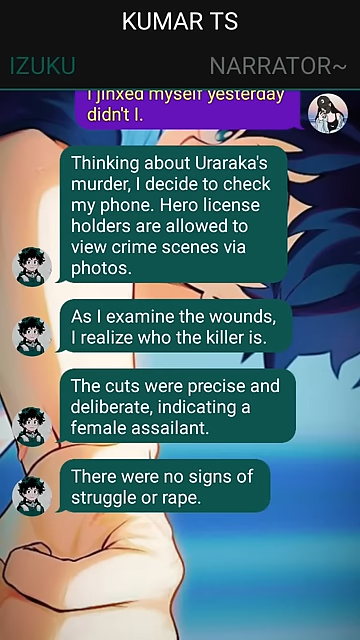 KUMAR TS
IZUKU
NARRATOR~
I jinxed myself yesterday
didn't I.
Thinking about Uraraka's
murder, I decide to check
my phone. Hero license
holders are allowed to
view crime scenes via
photos.
As I examine the wounds,
I realize who the killer is.
The cuts were precise and
deliberate, indicating a
female assailant.
There were no signs of
struggle or rape.